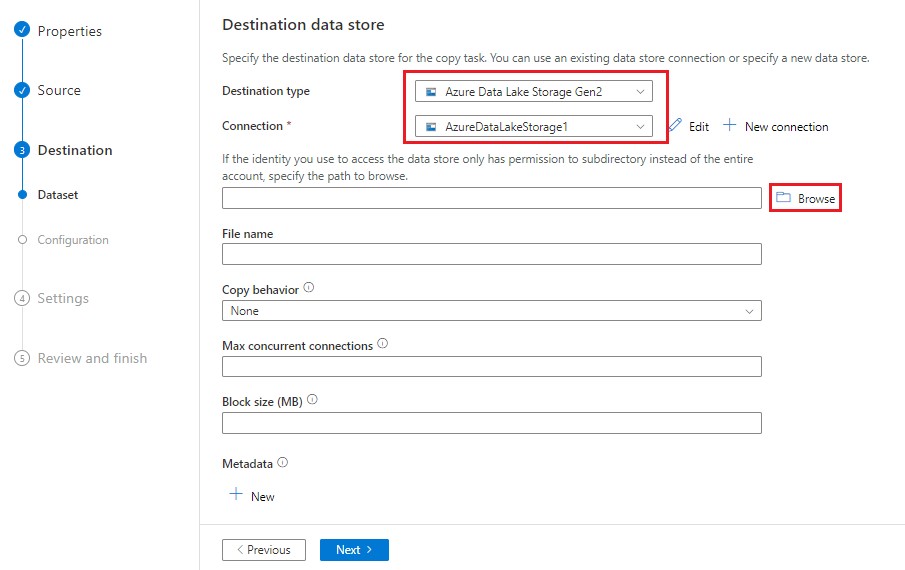 Properties
Source
3 Destination
Dataset
Configuration
4 Settings
5 Review and finish
Destination data store
Specify the destination data store for the copy task. You can use an existing data store connection or specify a new data store.
Destination type
Azure Data Lake Storage Gen2
Connection *
AzureDataLakeStorage1
Edit
New connection
If the identity you use to access the data store only has permission to subdirectory instead of the entire
account, specify the path to browse.
Browse
File name
Copy behavior
None
Max concurrent connections
Block size (MB)
Metadata
New
Previous
Next